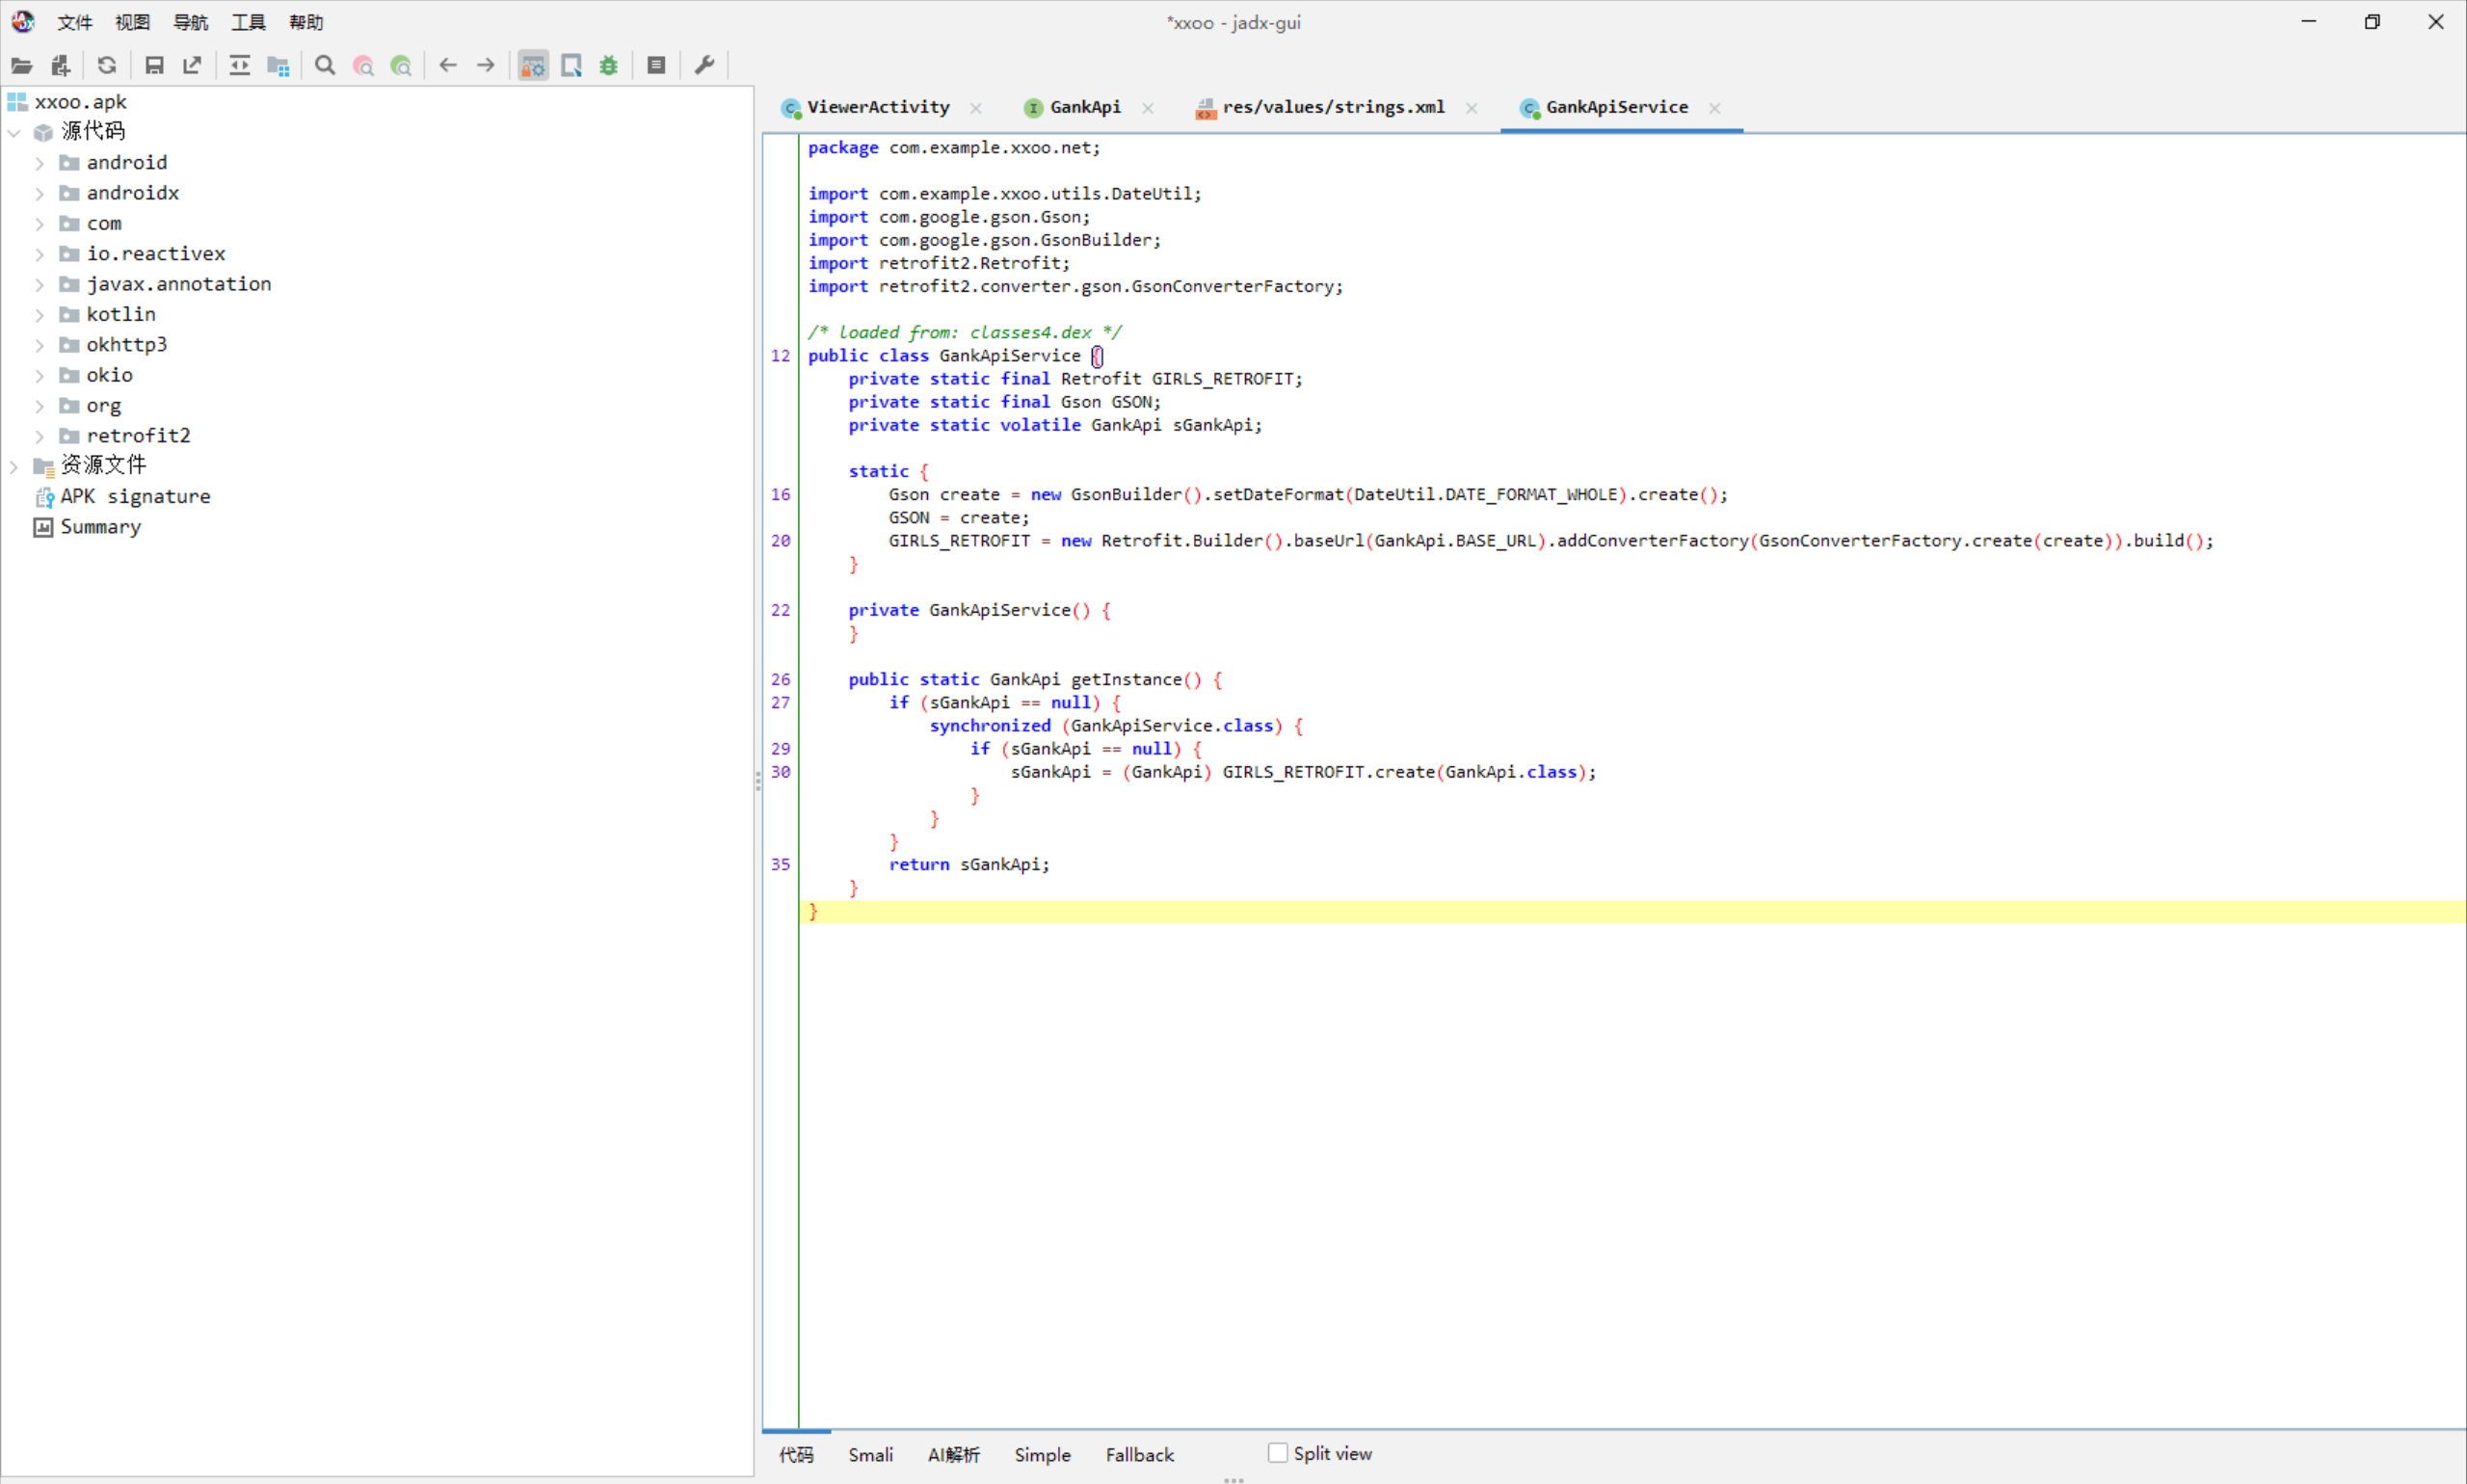 文件 视图 导航 工具 帮助
*xxoo - jadx-gui
xxoo.apk
源代码
android
androidx
com
io.reactivex
javax.annotation
kotlin
okhttp3
okio
org
retrofit2
资源文件
APK signature
Summary
ViewerActivity GankApi res/values/strings.xml GankApiService
package com.example.xxoo.net;
import com.example.xxoo.utils.DateUtil;
import com.google.gson.Gson;
import com.google.gson.GsonBuilder;
import retrofit2.Retrofit;
import retrofit2.converter.gson.GsonConverterFactory;
/* loaded from: classes4.dex */
12 public class GankApiService {
private static final Retrofit GIRLS_RETROFIT;
private static final Gson GSON;
private static volatile GankApi sGankApi;
static {
16 Gson create = new GsonBuilder().setDateFormat(DateUtil.DATE_FORMAT_WHOLE).create();
GSON = create;
20 GIRLS_RETROFIT = new Retrofit.Builder().baseUrl(GankApi.BASE_URL).addConverterFactory(GsonConverterFactory.create(create)).build();
}
22 private GankApiService() {
}
26 public static GankApi getInstance() {
27 if (sGankApi == null) {
synchronized (GankApiService.class) {
29 if (sGankApi == null) {
30 sGankApi = (GankApi) GIRLS_RETROFIT.create(GankApi.class);
}
}
}
35 return sGankApi;
}
}
代码 Smali AI解析 Simple Fallback Split view